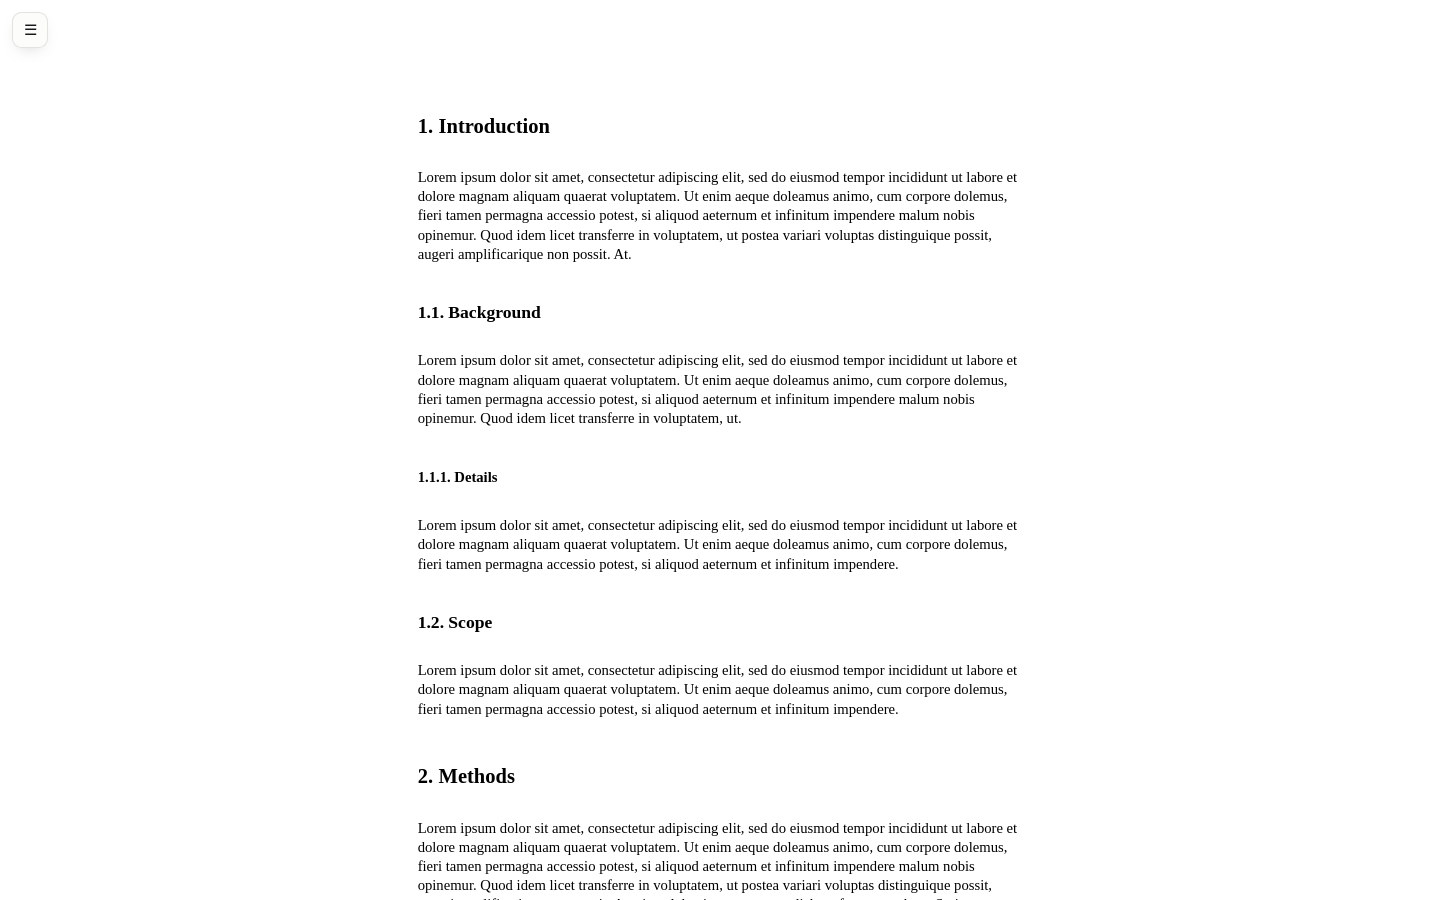 ☰
1. Introduction
Lorem ipsum dolor sit amet, consectetur adipiscing elit, sed do eiusmod tempor incididunt ut labore et
dolore magnam aliquam quaerat voluptatem. Ut enim aeque doleamus animo, cum corpore dolemus,
fieri tamen permagna accessio potest, si aliquod aeternum et infinitum impendere malum nobis
opinemur. Quod idem licet transferre in voluptatem, ut postea variari voluptas distinguique possit,
augeri amplificarique non possit. At.
1.1. Background
Lorem ipsum dolor sit amet, consectetur adipiscing elit, sed do eiusmod tempor incididunt ut labore et
dolore magnam aliquam quaerat voluptatem. Ut enim aeque doleamus animo, cum corpore dolemus,
fieri tamen permagna accessio potest, si aliquod aeternum et infinitum impendere malum nobis
opinemur. Quod idem licet transferre in voluptatem, ut.
1.1.1. Details
Lorem ipsum dolor sit amet, consectetur adipiscing elit, sed do eiusmod tempor incididunt ut labore et
dolore magnam aliquam quaerat voluptatem. Ut enim aeque doleamus animo, cum corpore dolemus,
fieri tamen permagna accessio potest, si aliquod aeternum et infinitum impendere.
1.2. Scope
Lorem ipsum dolor sit amet, consectetur adipiscing elit, sed do eiusmod tempor incididunt ut labore et
dolore magnam aliquam quaerat voluptatem. Ut enim aeque doleamus animo, cum corpore dolemus,
fieri tamen permagna accessio potest, si aliquod aeternum et infinitum impendere.
2. Methods
Lorem ipsum dolor sit amet, consectetur adipiscing elit, sed do eiusmod tempor incididunt ut labore et
dolore magnam aliquam quaerat voluptatem. Ut enim aeque doleamus animo, cum corpore dolemus,
fieri tamen permagna accessio potest, si aliquod aeternum et infinitum impendere malum nobis
opinemur. Quod idem licet transferre in voluptatem, ut postea variari voluptas distinguique possit,